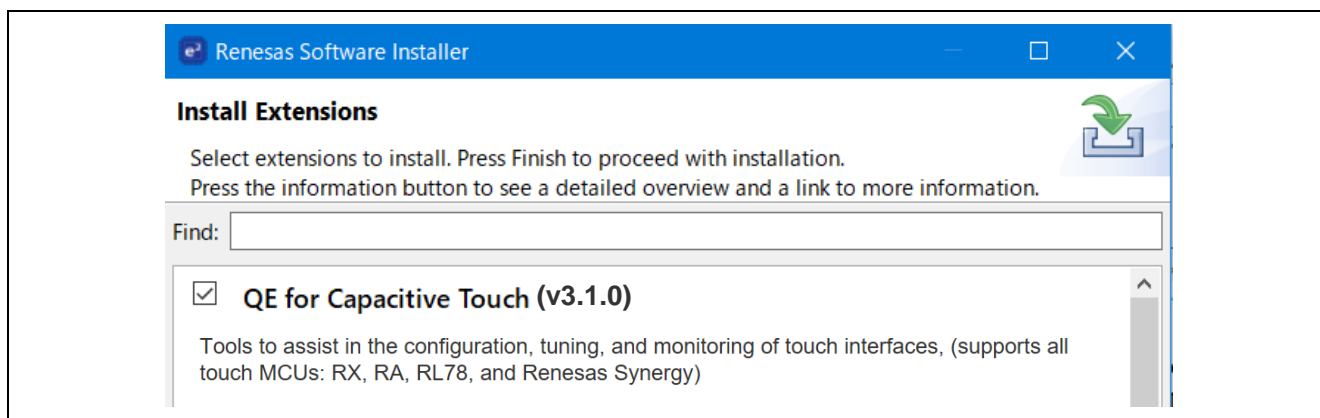 e² Renesas Software Installer
Install Extensions
Select extensions to install. Press Finish to proceed with installation.
Press the information button to see a detailed overview and a link to more information.
Find:
QE for Capacitive Touch (v3.1.0)
Tools to assist in the configuration, tuning, and monitoring of touch interfaces, (supports all
touch MCUs: RX, RA, RL78, and Renesas Synergy)